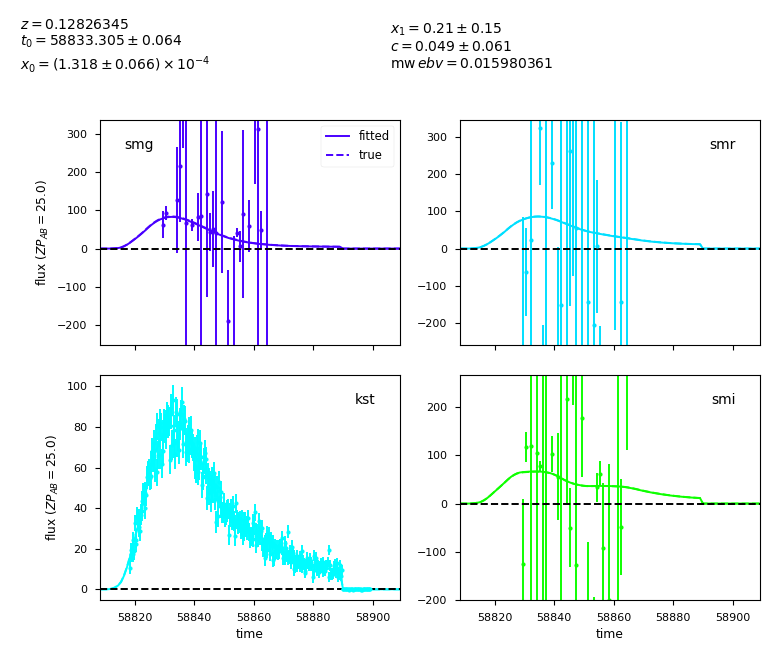 z = 0.12826345
t0 = 58833.305 ± 0.064
x0 = (1.318 ± 0.066) × 10⁻⁴
x1 = 0.21 ± 0.15
c = 0.049 ± 0.061
mw ebv = 0.015980361
smg
fitted
true
300
200
100
0
−100
−200
flux (ZP_AB = 25.0)
smr
300
200
100
0
−100
−200
kst
100
80
60
40
20
0
flux (ZP_AB = 25.0)
58820 58840 58860 58880 58900
time
smi
200
100
0
−100
−200
58820 58840 58860 58880 58900
time